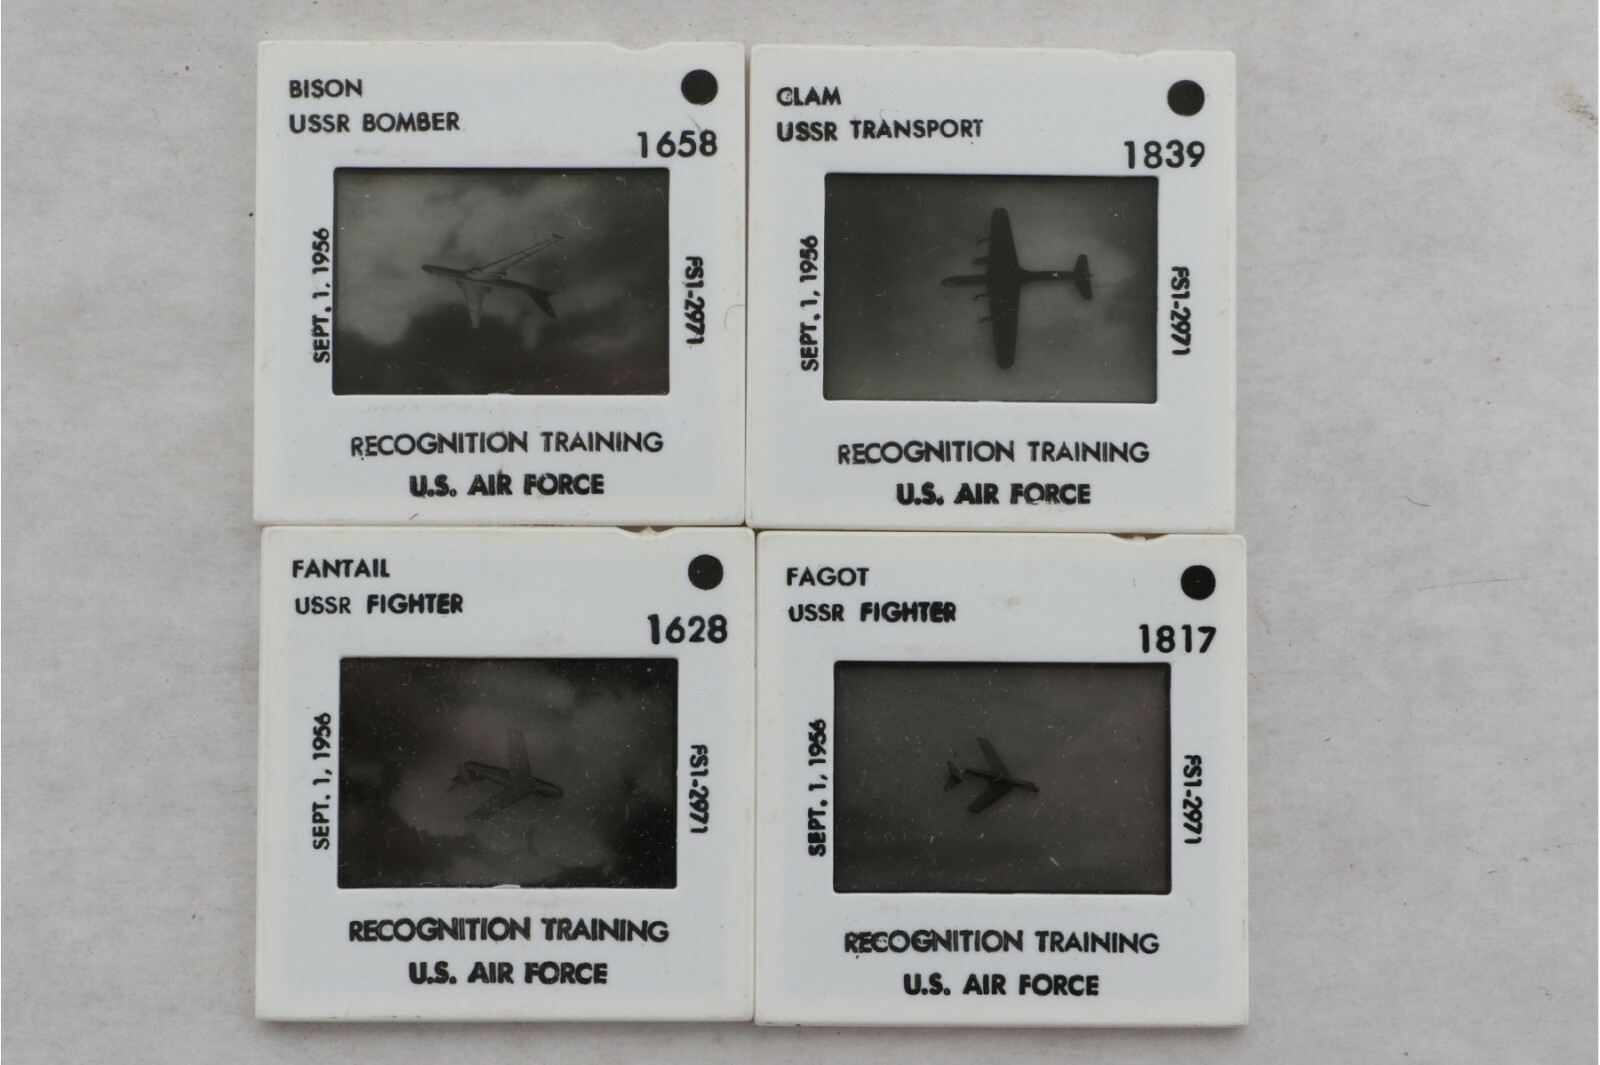 BISON
USSR BOMBER
1658
SEPT. 1, 1956
FS1-2971
RECOGNITION TRAINING
U.S. AIR FORCE
CLAM
USSR TRANSPORT
1839
SEPT. 1, 1956
FS1-2971
RECOGNITION TRAINING
U.S. AIR FORCE
FANTAIL
USSR FIGHTER
1628
SEPT. 1, 1956
FS1-2971
RECOGNITION TRAINING
U.S. AIR FORCE
FAGOT
USSR FIGHTER
1817
SEPT. 1, 1956
FS1-2971
RECOGNITION TRAINING
U.S. AIR FORCE